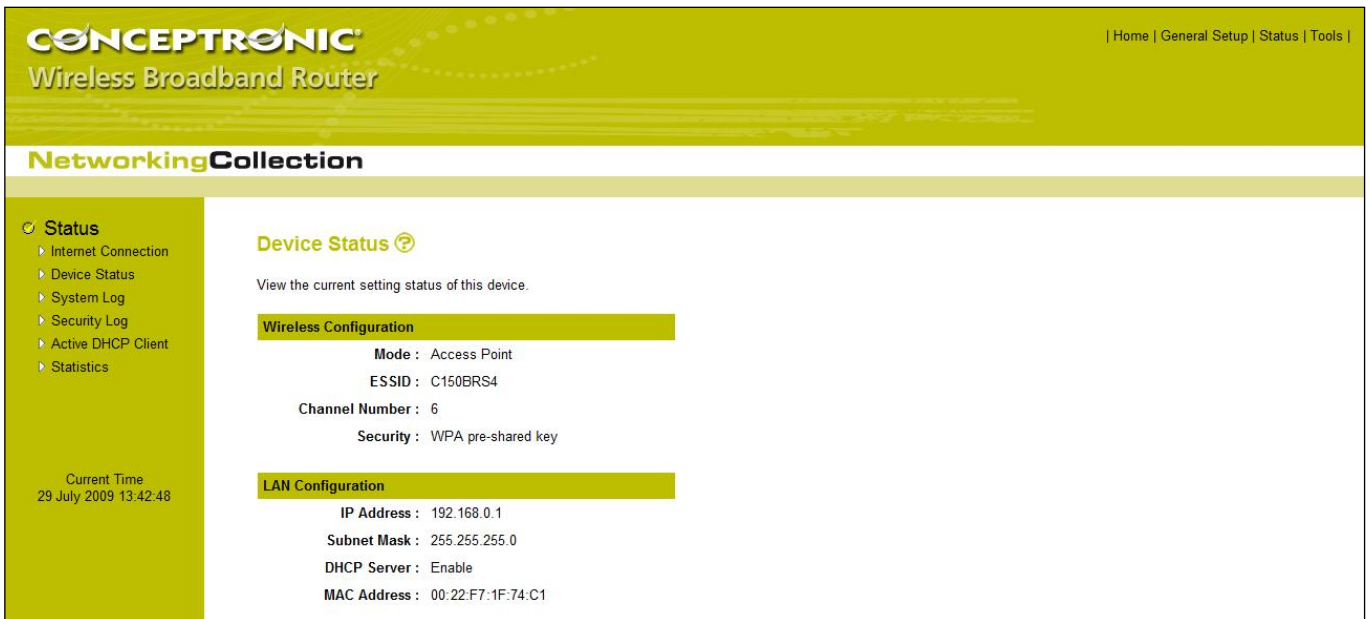 CONCEPTRONIC®
Wireless Broadband Router
| Home | General Setup | Status | Tools |
NetworkingCollection
Status
Internet Connection
Device Status
System Log
Security Log
Active DHCP Client
Statistics
Current Time
29 July 2009 13:42:48
Device Status ?
View the current setting status of this device.
Wireless Configuration
Mode : Access Point
ESSID : C150BRS4
Channel Number : 6
Security : WPA pre-shared key
LAN Configuration
IP Address : 192.168.0.1
Subnet Mask : 255.255.255.0
DHCP Server : Enable
MAC Address : 00:22:F7:1F:74:C1